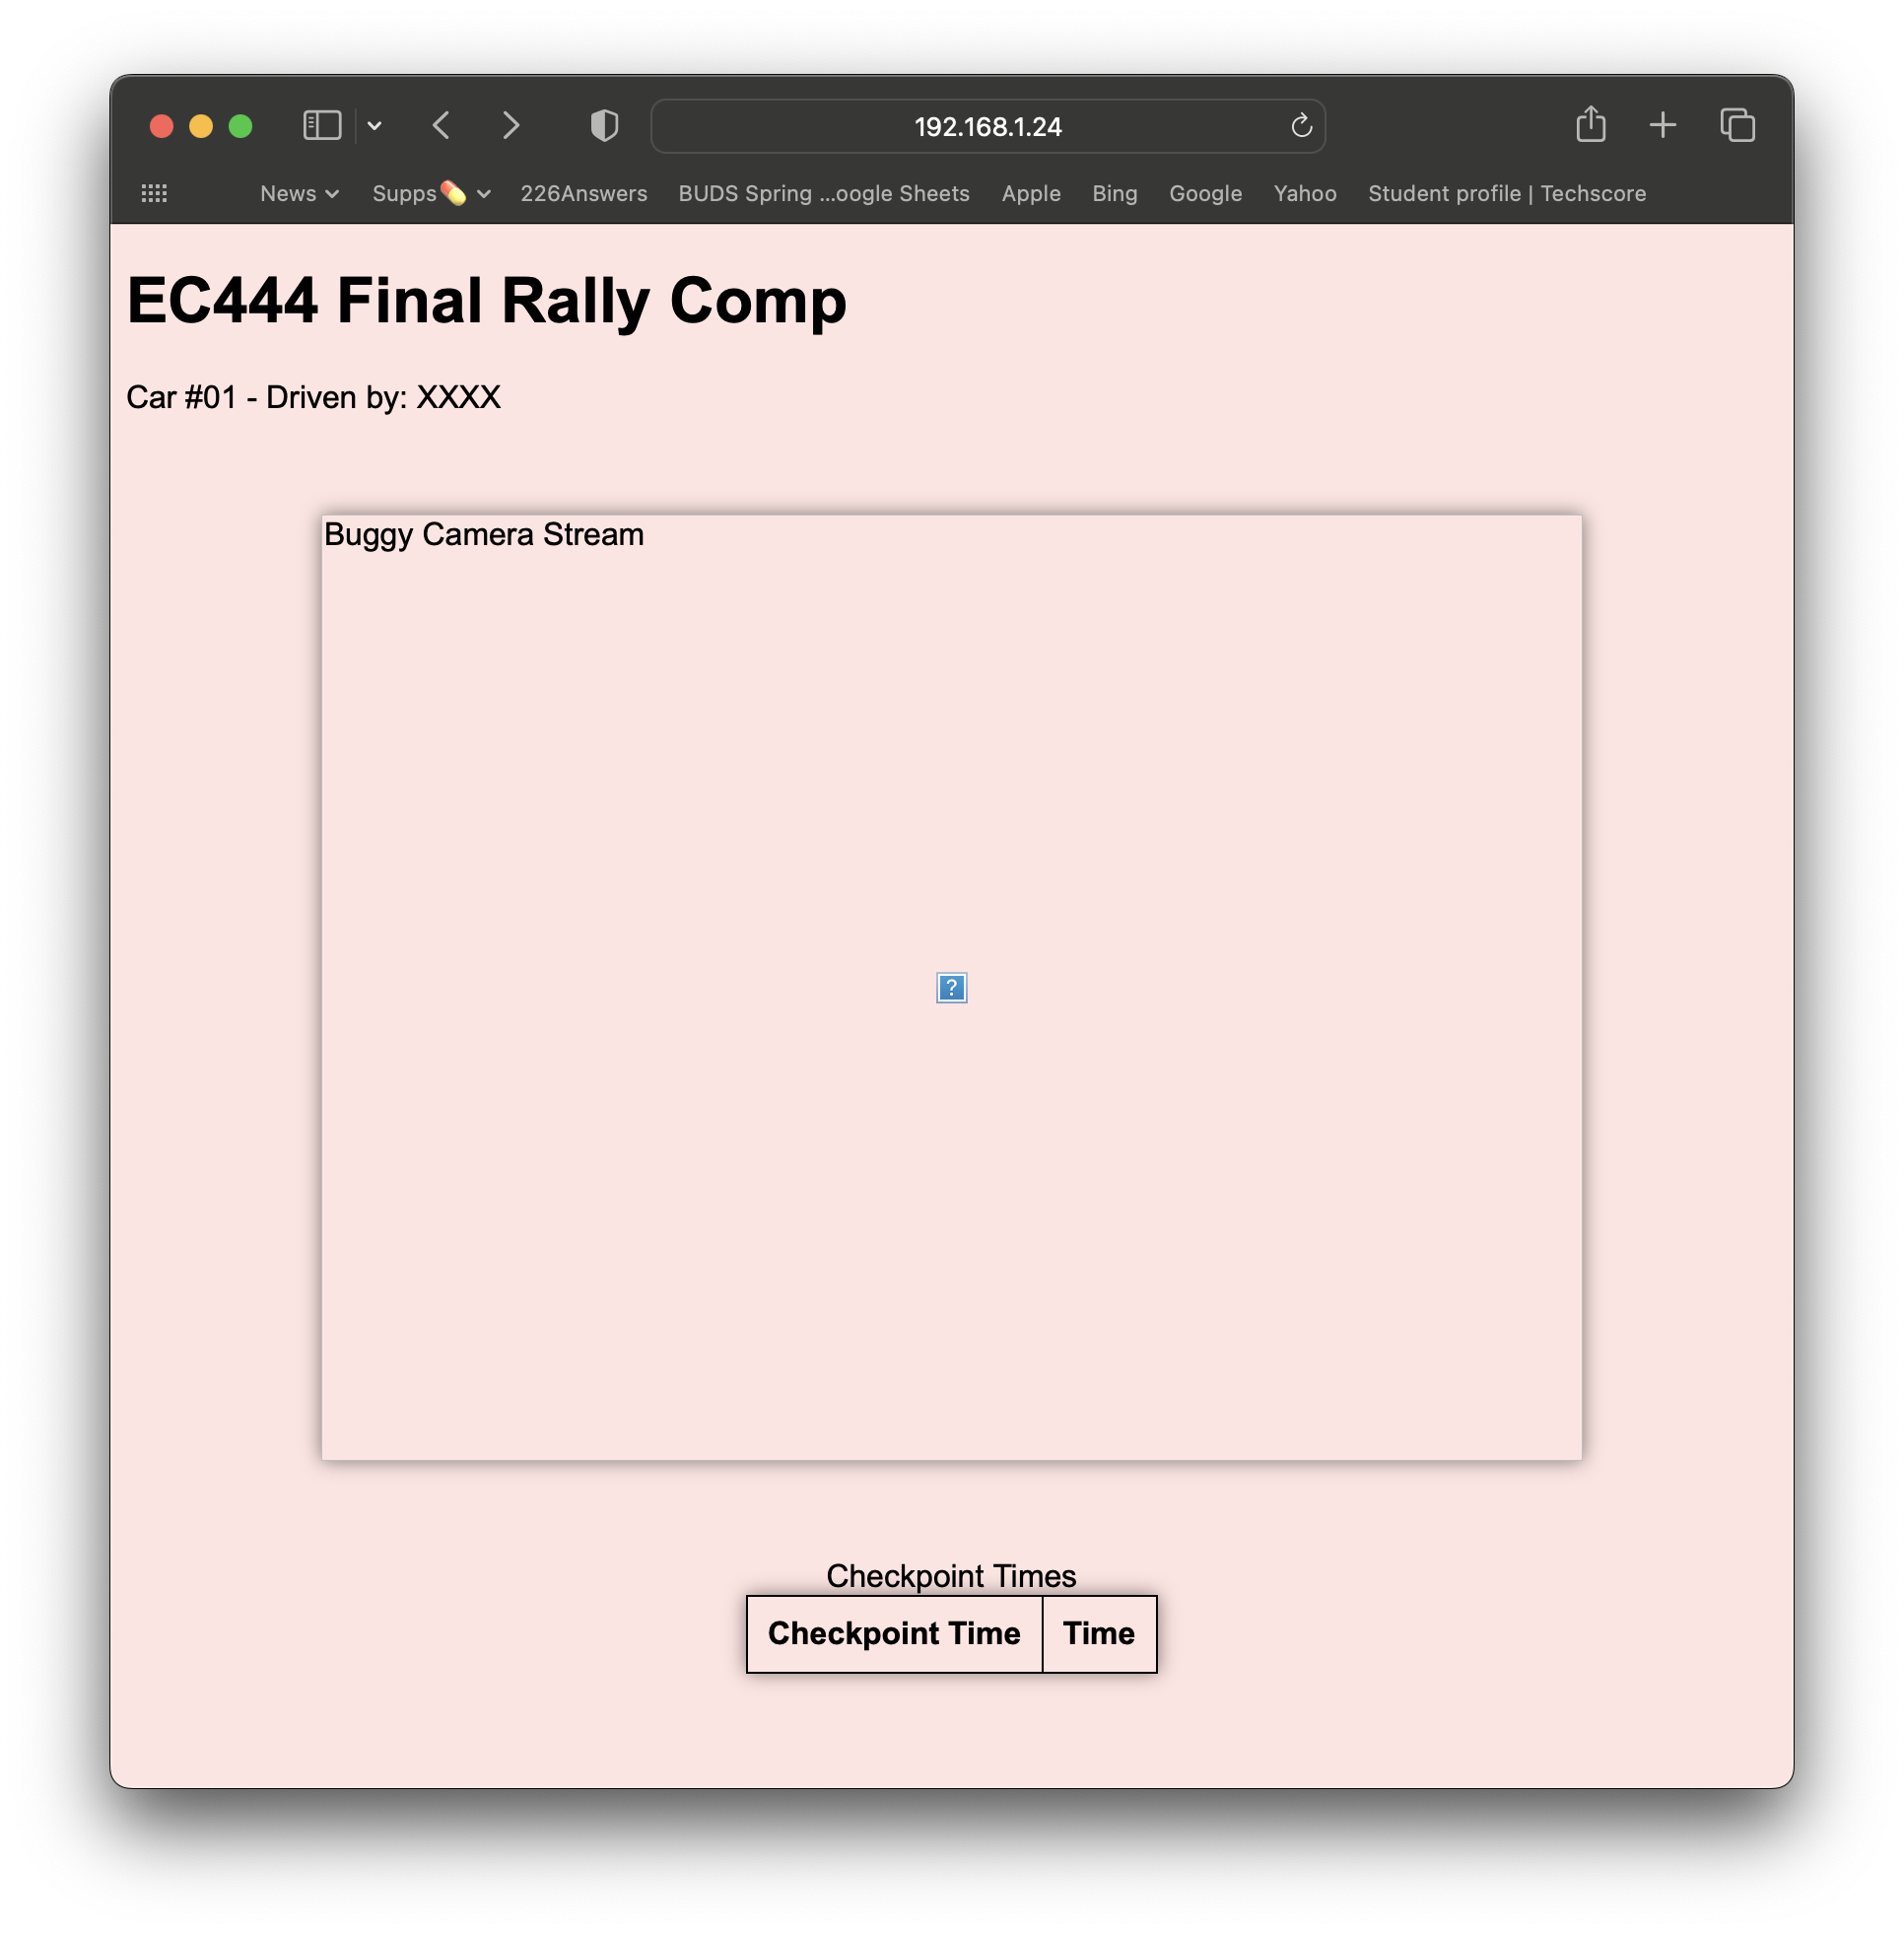 192.168.1.24
News Supps💊 226Answers BUDS Spring ...oogle Sheets Apple Bing Google Yahoo Student profile | Techscore
EC444 Final Rally Comp
Car #01 - Driven by: XXXX
Buggy Camera Stream
?
Checkpoint Times
Checkpoint Time Time